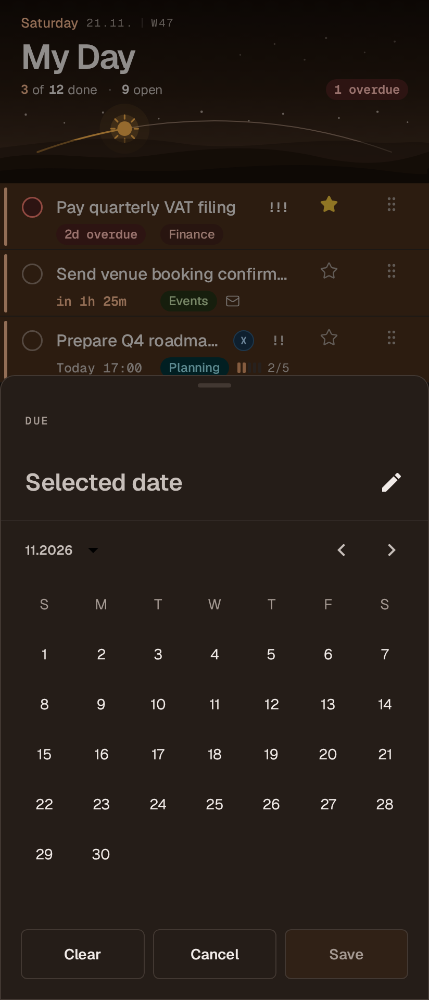 Saturday 21.11. | W47
My Day
3 of 12 done · 9 open
1 overdue
Pay quarterly VAT filing !!!
2d overdue Finance
Send venue booking confirm…
in 1h 25m Events
Prepare Q4 roadma… X !!
Today 17:00 Planning 2/5
DUE
Selected date
11.2026
S M T W T F S
1 2 3 4 5 6 7
8 9 10 11 12 13 14
15 16 17 18 19 20 21
22 23 24 25 26 27 28
29 30
Clear Cancel Save